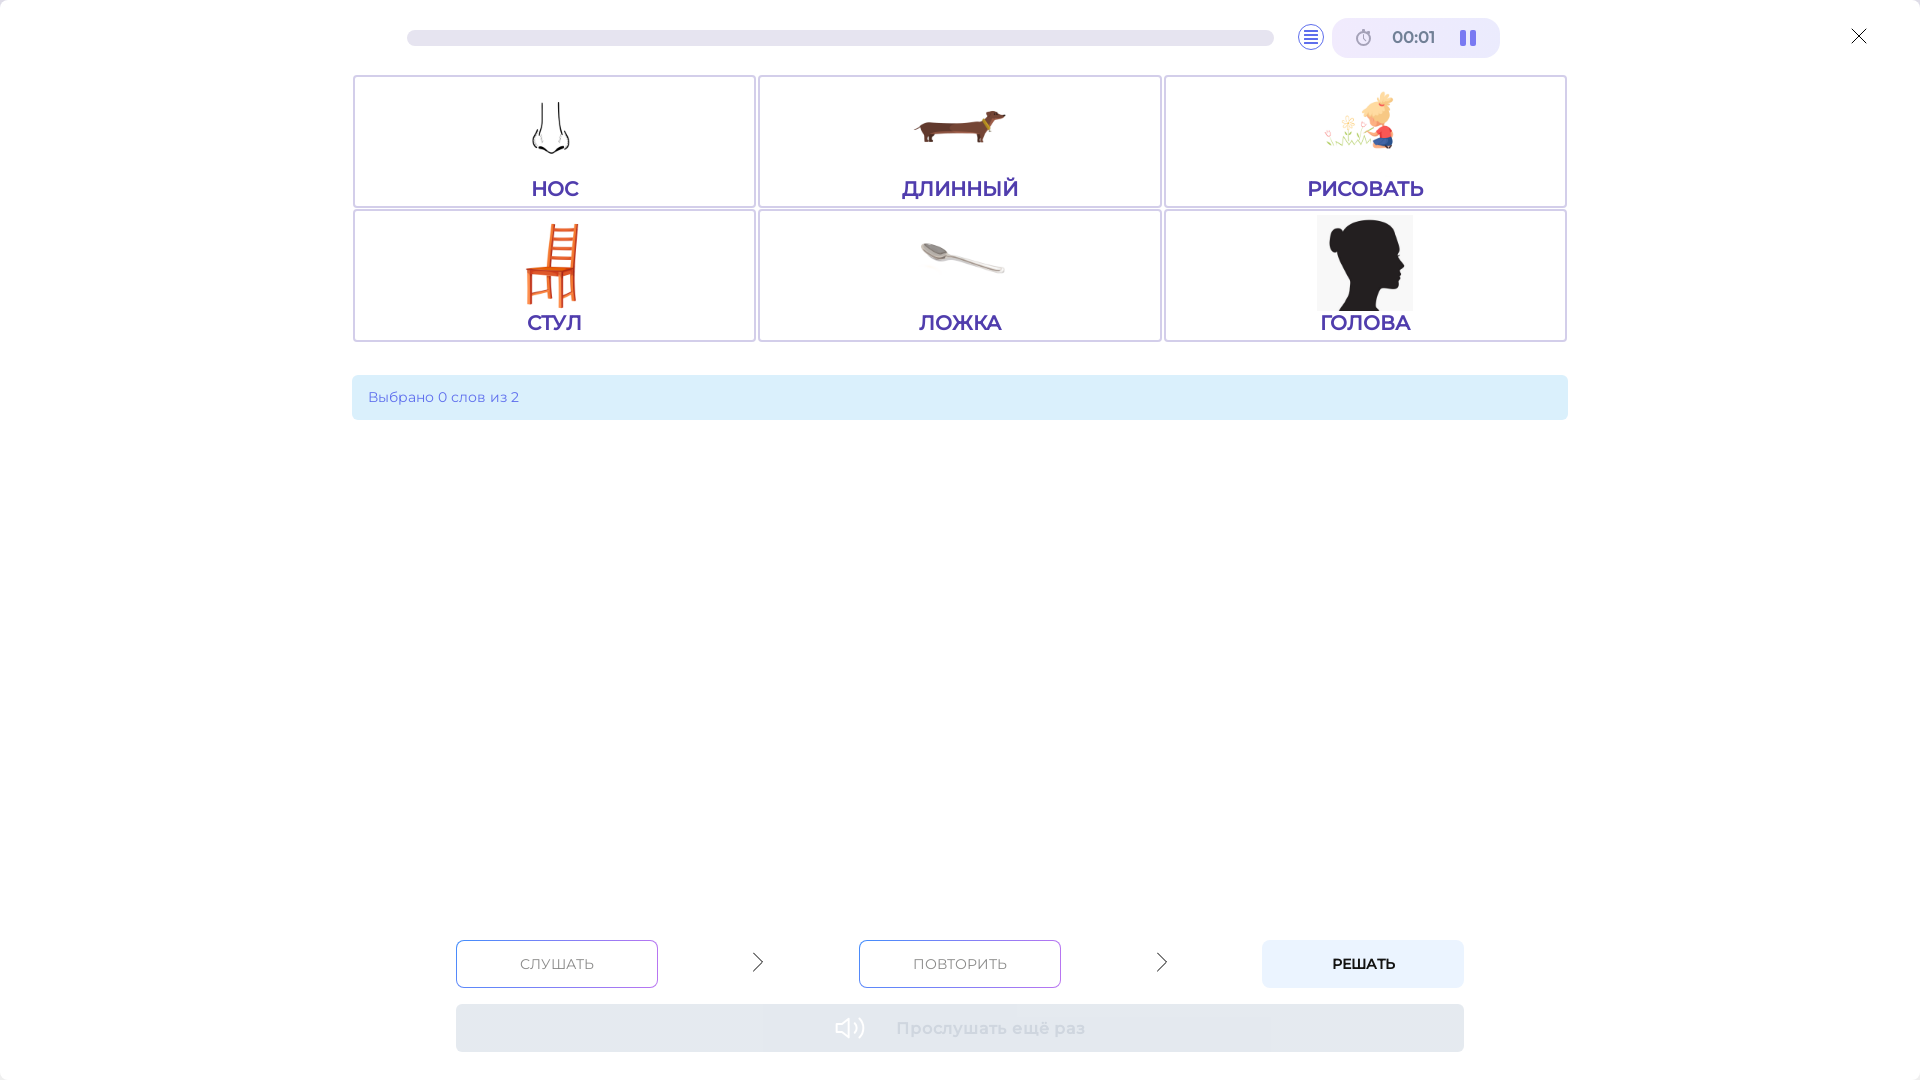 00:01
НОС
ДЛИННЫЙ
РИСОВАТЬ
СТУЛ
ЛОЖКА
ГОЛОВА
Выбрано 0 слов из 2
СЛУШАТЬ
ПОВТОРИТЬ
РЕШАТЬ
Прослушать ещё раз